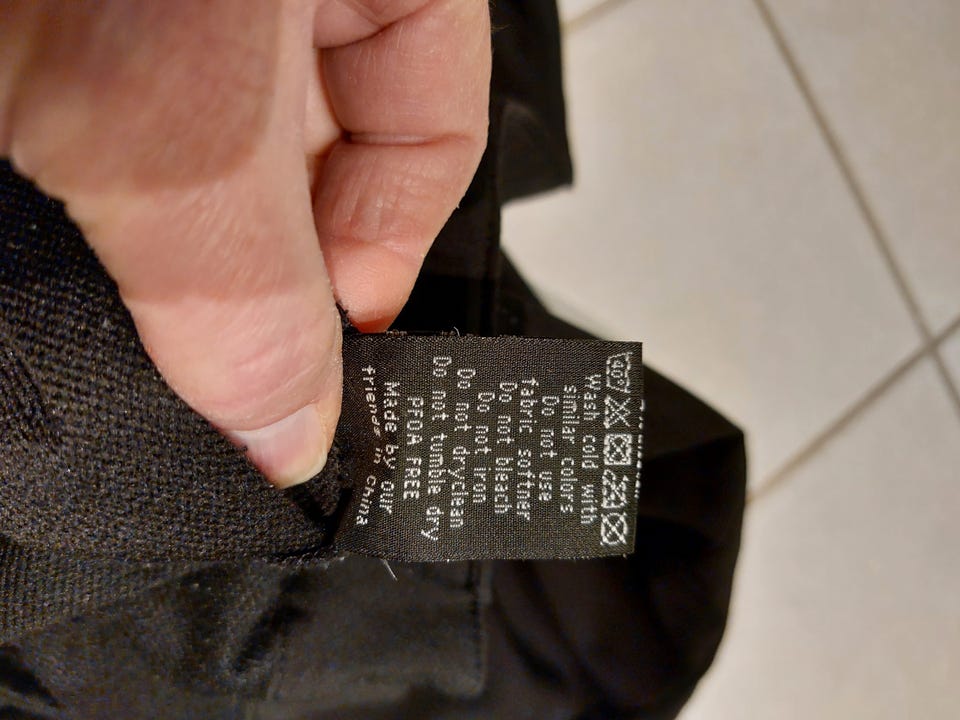 Wash cold with
similar colors
Do not use
fabric softner
Do not bleach
Do not iron
Do not dryclean
Do not tumble dry
PFOA FREE
Made by our
friends in China